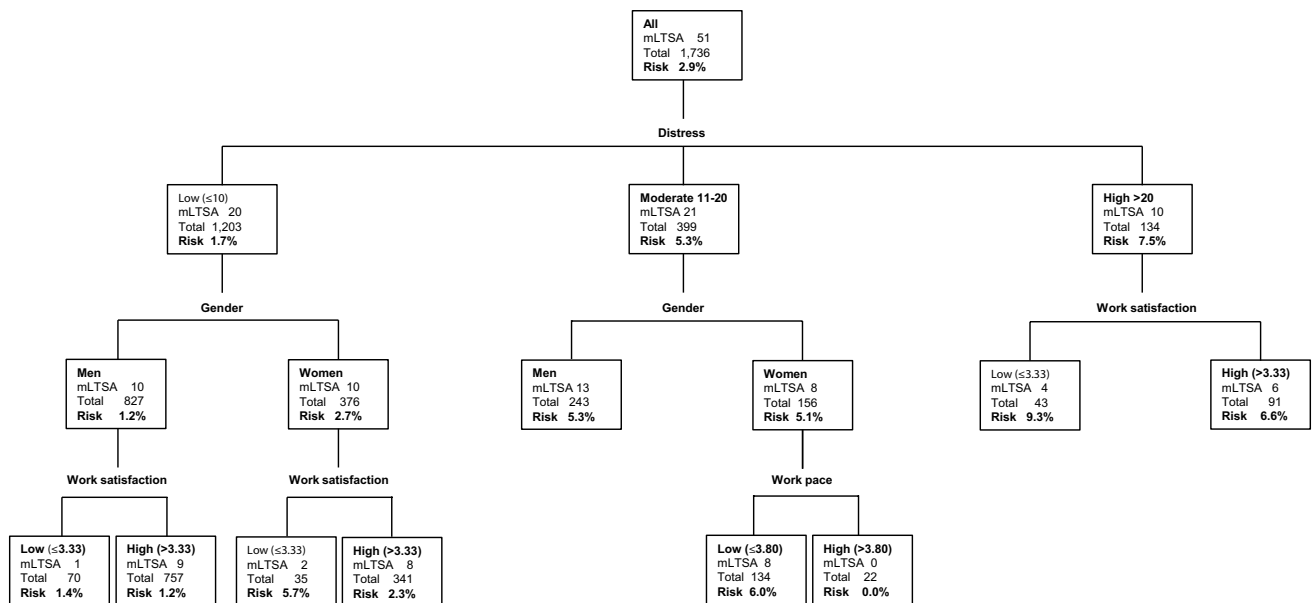 All
mLTSA 51
Total 1,736
Risk 2.9%
Distress
Low (≤10)
mLTSA 20
Total 1,203
Risk 1.7%
Moderate 11-20
mLTSA 21
Total 399
Risk 5.3%
High >20
mLTSA 10
Total 134
Risk 7.5%
Gender
Gender
Work satisfaction
Men
mLTSA 10
Total 827
Risk 1.2%
Women
mLTSA 10
Total 376
Risk 2.7%
Men
mLTSA 13
Total 243
Risk 5.3%
Women
mLTSA 8
Total 156
Risk 5.1%
Low (≤3.33)
mLTSA 4
Total 43
Risk 9.3%
High (>3.33)
mLTSA 6
Total 91
Risk 6.6%
Work satisfaction
Work satisfaction
Work pace
Low (≤3.33)
mLTSA 1
Total 70
Risk 1.4%
High (>3.33)
mLTSA 9
Total 757
Risk 1.2%
Low (≤3.33)
mLTSA 2
Total 35
Risk 5.7%
High (>3.33)
mLTSA 8
Total 341
Risk 2.3%
Low (≤3.80)
mLTSA 8
Total 134
Risk 6.0%
High (>3.80)
mLTSA 0
Total 22
Risk 0.0%